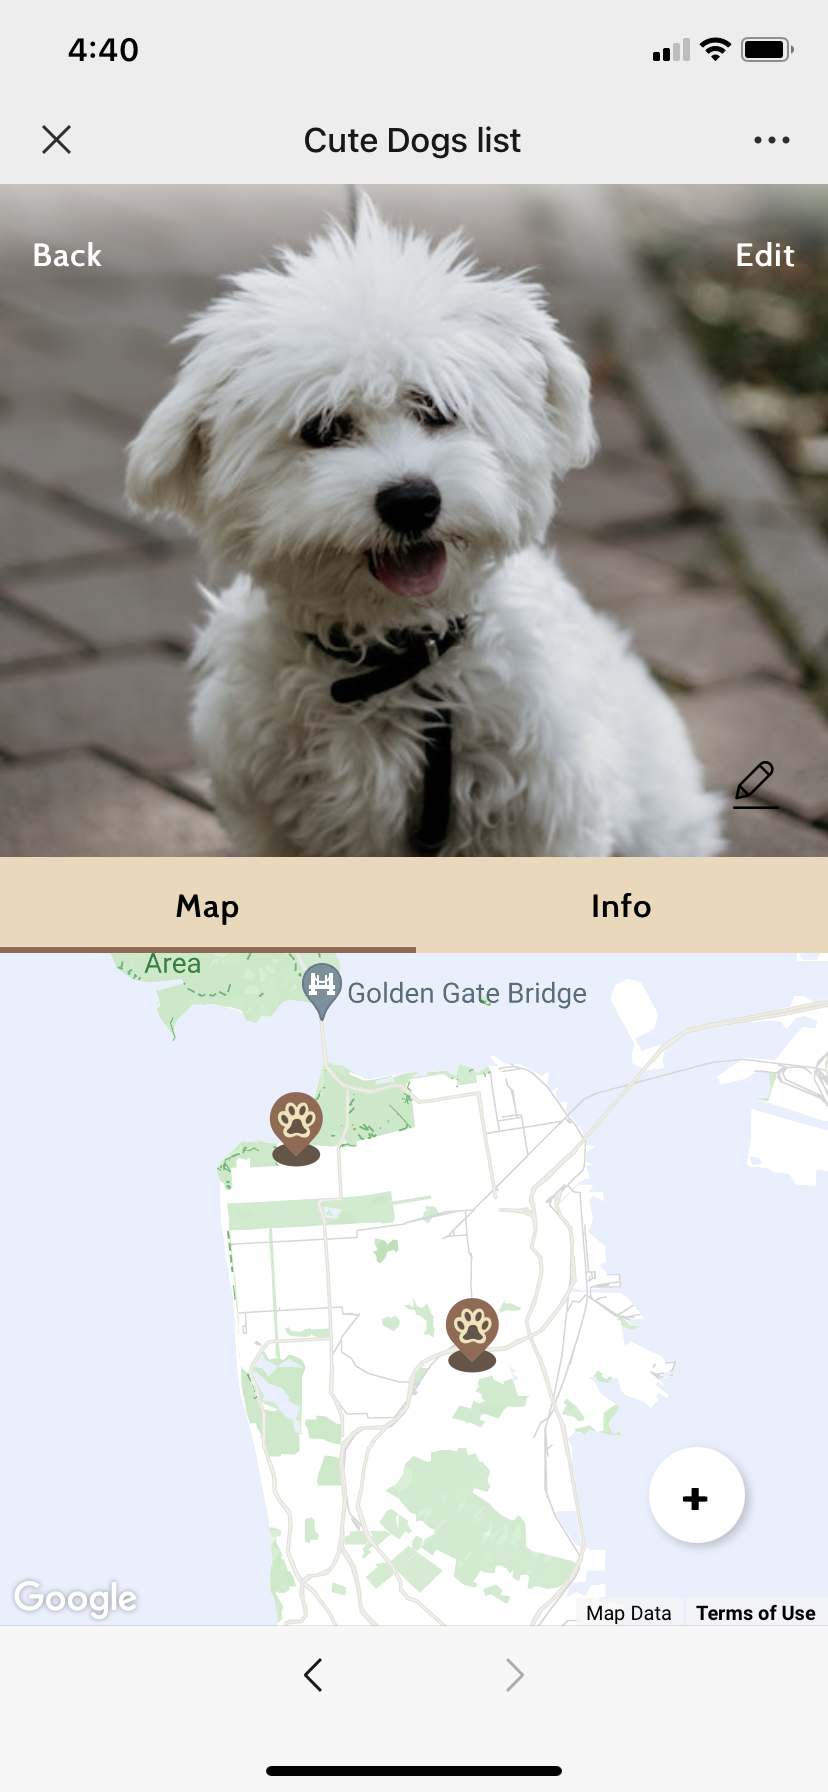 4:40
Cute Dogs list
Back
Edit
Map
Info
Area
Golden Gate Bridge
Google
Map Data
Terms of Use